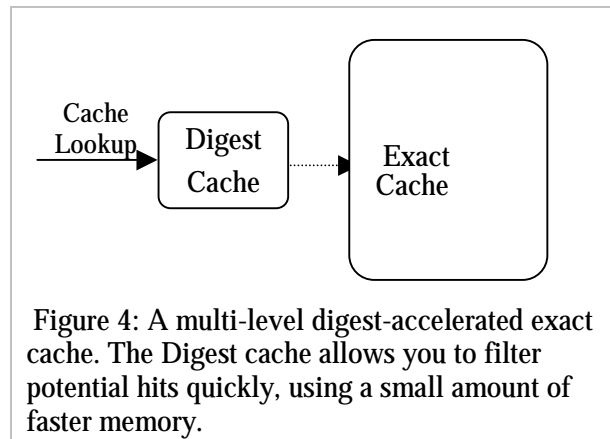 Cache
Lookup
Digest
Cache
Exact
Cache
Figure 4: A multi-level digest-accelerated exact
cache. The Digest cache allows you to filter
potential hits quickly, using a small amount of
faster memory.